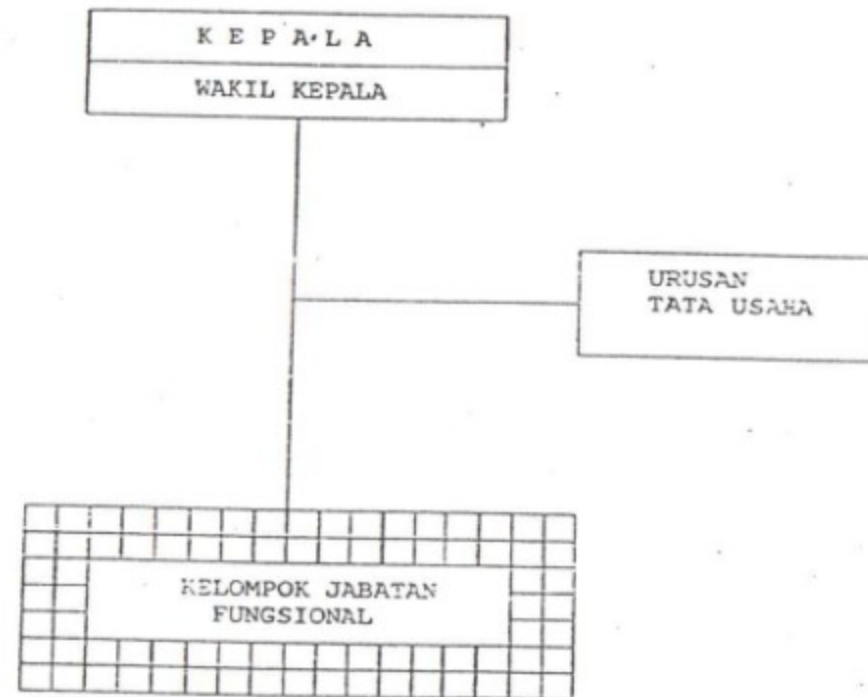 K E P A L A
WAKIL KEPALA
URUSAN
TATA USAHA
KELOMPOK JABATAN
FUNGSIONAL